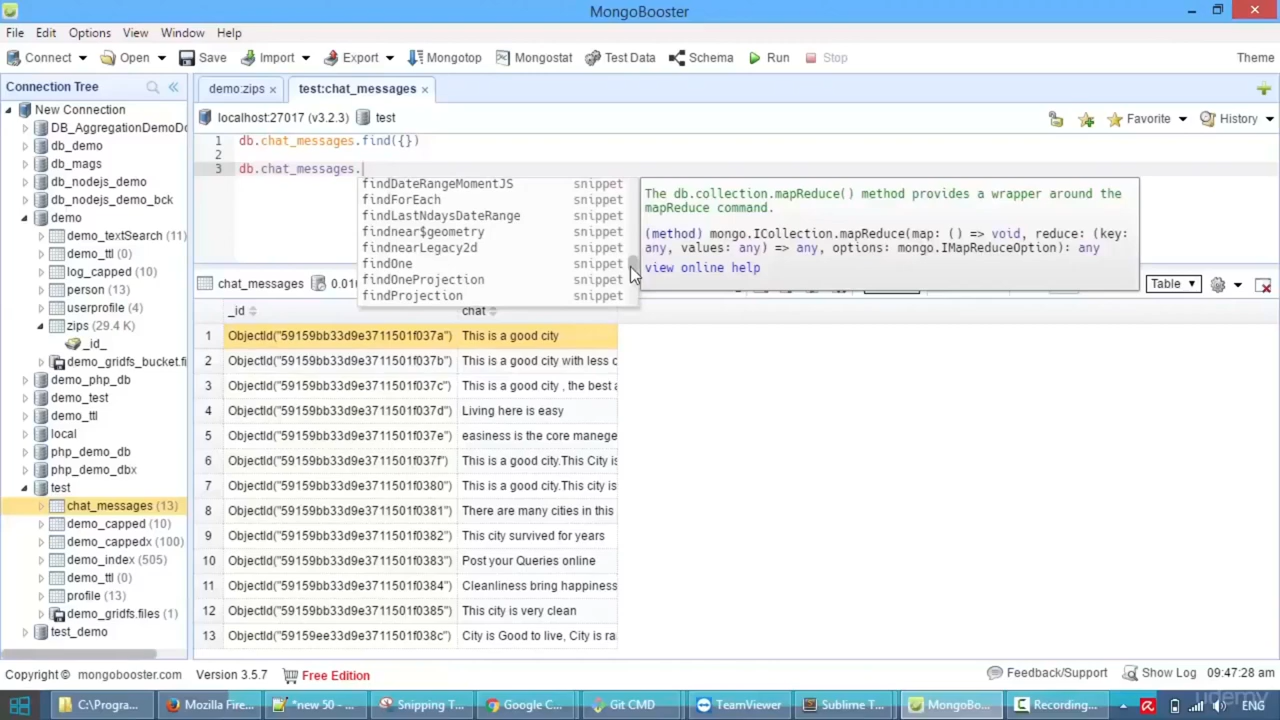 MongoBooster
File Edit Options View Window Help
Connect Open Save Import Export Mongotop Mongostat Test Data Schema Run Stop Theme
Connection Tree
demo:zips × test:chat_messages ×
New Connection
DB_AggregationDemoDo
db_demo
db_mags
db_nodejs_demo
db_nodejs_demo_bck
demo
demo_textSearch (11)
demo_ttl (0)
log_capped (10)
person (13)
userprofile (4)
zips (29.4 K)
_id_
demo_gridfs_bucket.fi
demo_php_db
demo_test
demo_ttl
local
php_demo_db
php_demo_dbx
test
chat_messages (13)
demo_capped (10)
demo_cappedx (100)
demo_index (505)
demo_ttl (0)
profile (13)
demo_gridfs.files (1)
test_demo
localhost:27017 (v3.2.3) test
Favorite History
1 db.chat_messages.find({})
2
3 db.chat_messages.
findDateRangeMomentJS snippet
findForEach snippet
findLastNdaysDateRange snippet
findnear$geometry snippet
findnearLegacy2d snippet
findOne snippet
findOneProjection snippet
findProjection snippet
The db.collection.mapReduce() method provides a wrapper around the
mapReduce command.
(method) mongo.ICollection.mapReduce(map: () => void, reduce: (key:
any, values: any) => any, options: mongo.IMapReduceOption): any
view online help
chat_messages 0.01 Table
_id chat
1 ObjectId("59159bb33d9e3711501f037a") This is a good city
2 ObjectId("59159bb33d9e3711501f037b") This is a good city with less c
3 ObjectId("59159bb33d9e3711501f037c") This is a good city , the best a
4 ObjectId("59159bb33d9e3711501f037d") Living here is easy
5 ObjectId("59159bb33d9e3711501f037e") easiness is the core manege
6 ObjectId("59159bb33d9e3711501f037f") This is a good city.This City is
7 ObjectId("59159bb33d9e3711501f0380") This is a good city.This city is
8 ObjectId("59159bb33d9e3711501f0381") There are many cities in this
9 ObjectId("59159bb33d9e3711501f0382") This city survived for years
10 ObjectId("59159bb33d9e3711501f0383") Post your Queries online
11 ObjectId("59159bb33d9e3711501f0384") Cleanliness bring happiness
12 ObjectId("59159bb33d9e3711501f0385") This city is very clean
13 ObjectId("59159ee33d9e3711501f038c") City is Good to live, City is ra
Copyright © mongobooster.com Version 3.5.7 Free Edition Feedback/Support Show Log 09:47:28 am
C:\Progra... Mozilla Fire... *new 50 - ... Snipping T... Google C... Git CMD TeamViewer Sublime T... MongoBo... Recording... ENG
udemy